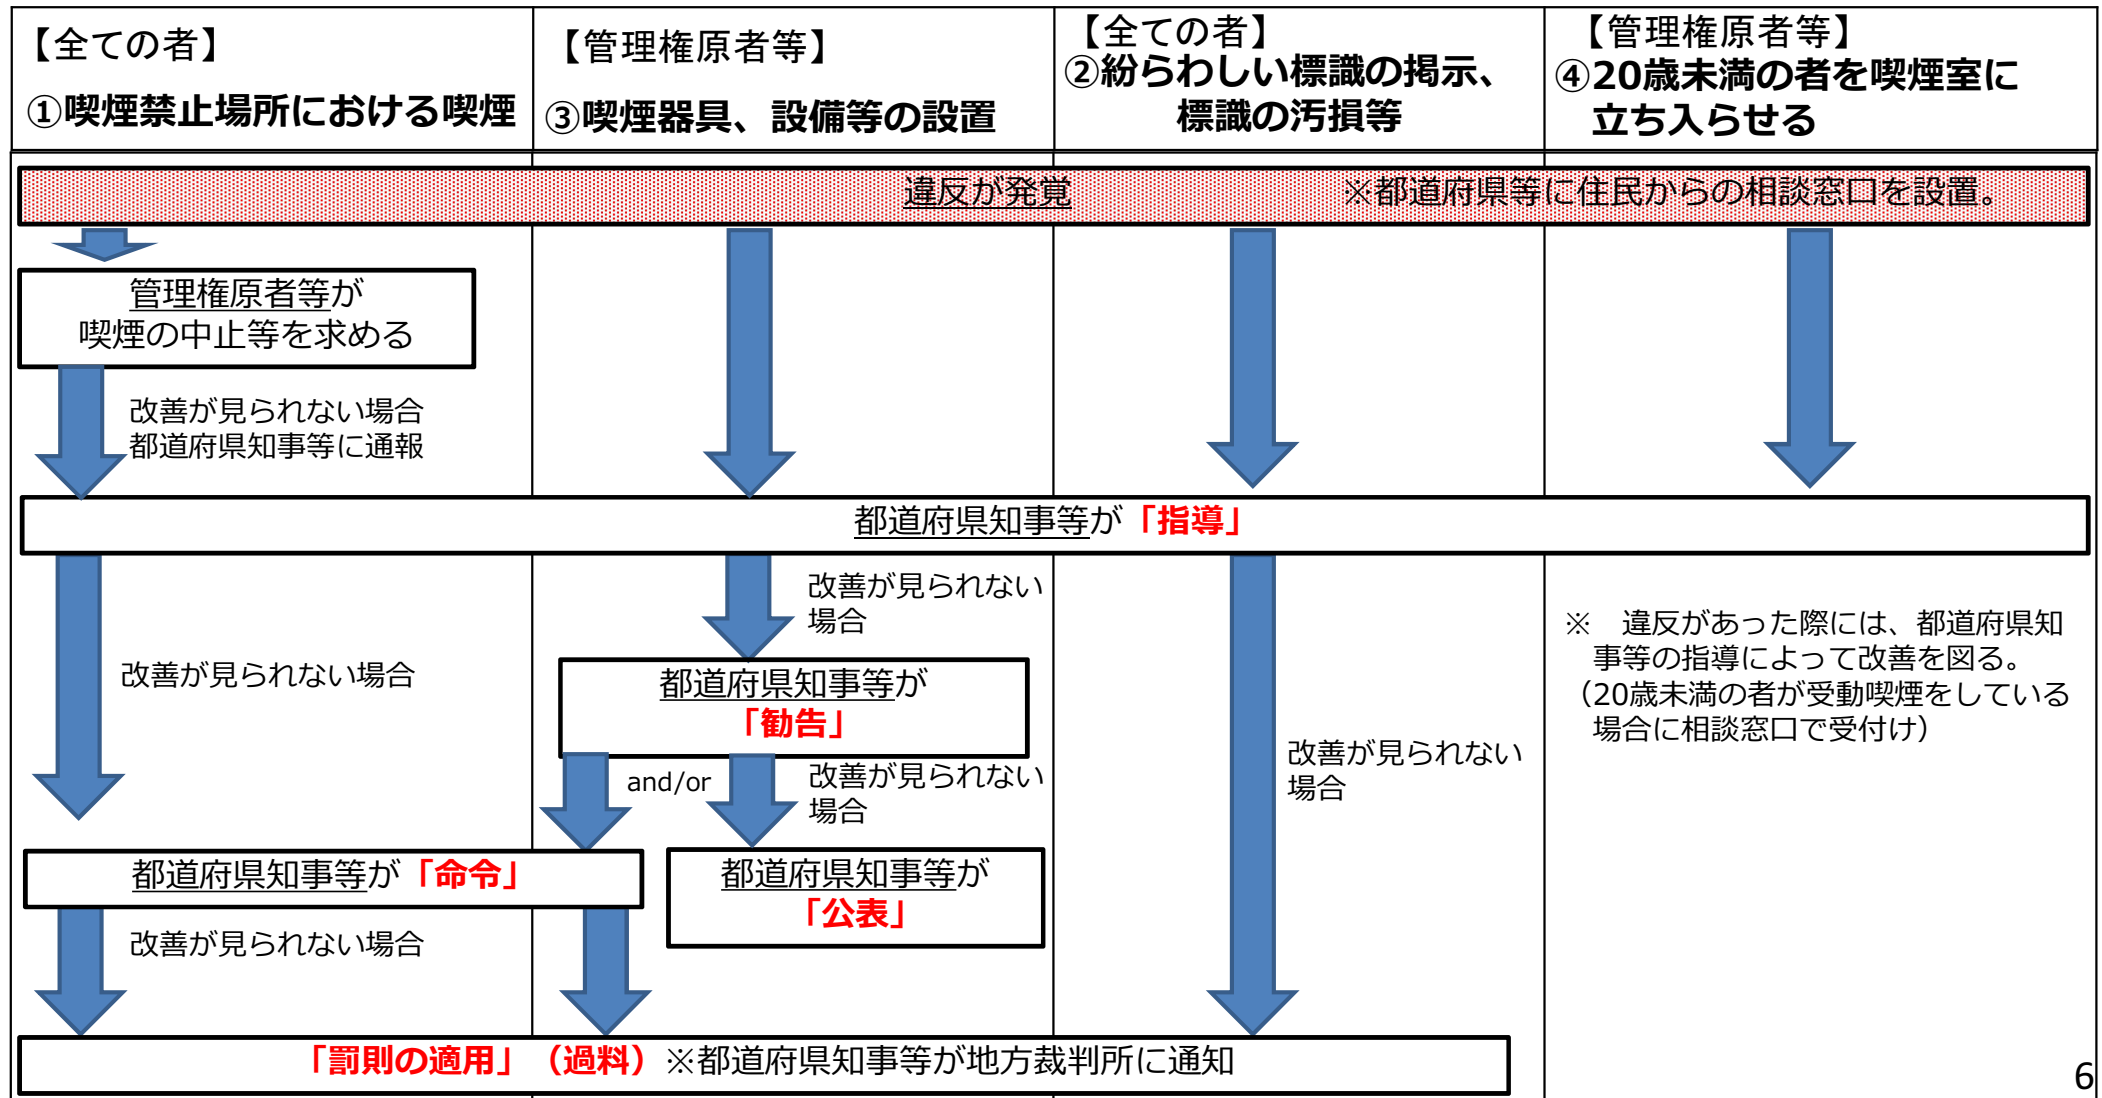 【全ての者】
①喫煙禁止場所における喫煙
【管理権原者等】
③喫煙器具、設備等の設置
【全ての者】
②紛らわしい標識の掲示、
標識の汚損等
【管理権原者等】
④20歳未満の者を喫煙室に
立ち入らせる
違反が発覚 ※都道府県等に住民からの相談窓口を設置。
管理権原者等が
喫煙の中止等を求める
改善が見られない場合
都道府県知事等に通報
都道府県知事等が「指導」
改善が見られない場合
改善が見られない
場合
都道府県知事等が
「勧告」
and/or
改善が見られない
場合
改善が見られない
場合
※　違反があった際には、都道府県知
事等の指導によって改善を図る。
（20歳未満の者が受動喫煙をしている
場合に相談窓口で受付け）
都道府県知事等が「命令」
都道府県知事等が
「公表」
改善が見られない場合
「罰則の適用」（過料）※都道府県知事等が地方裁判所に通知
6